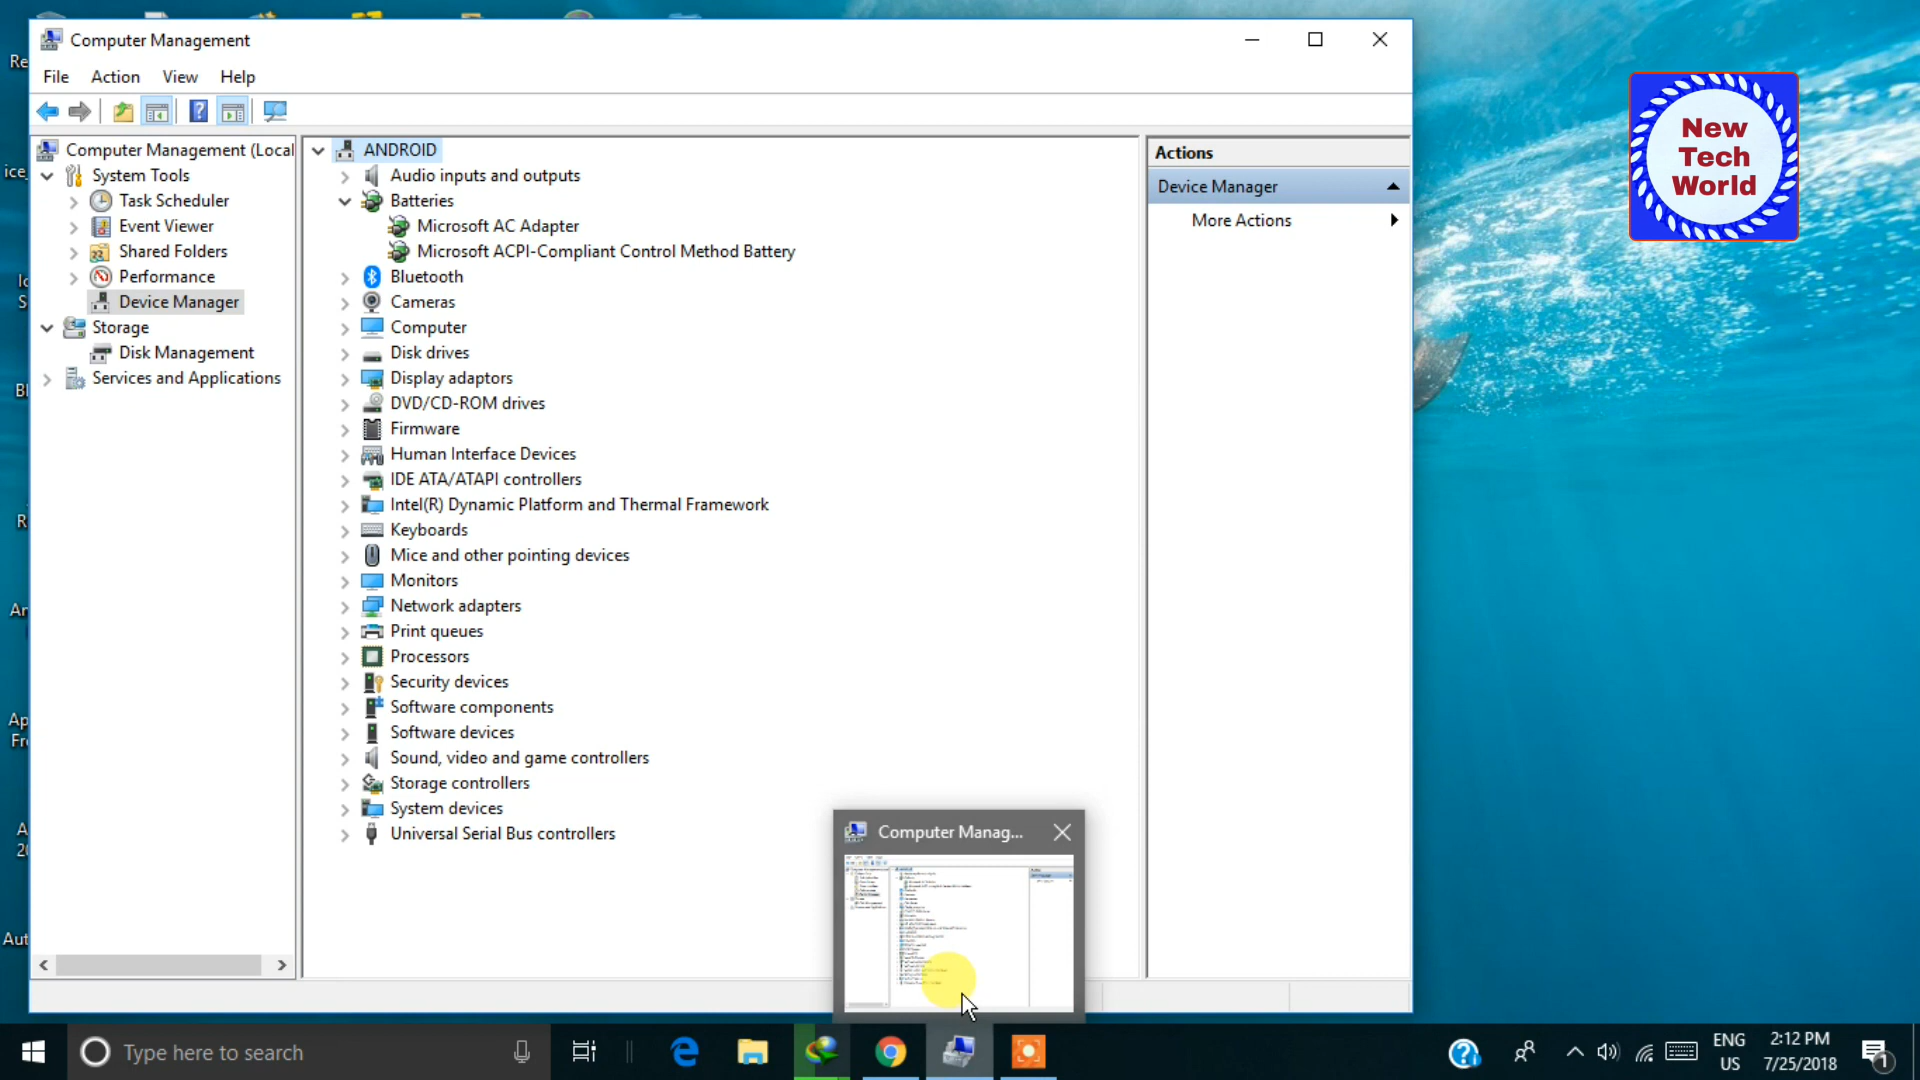 Computer Management
File Action View Help
Computer Management (Local
System Tools
Task Scheduler
Event Viewer
Shared Folders
Performance
Device Manager
Storage
Disk Management
Services and Applications
ANDROID
Audio inputs and outputs
Batteries
Microsoft AC Adapter
Microsoft ACPI-Compliant Control Method Battery
Bluetooth
Cameras
Computer
Disk drives
Display adaptors
DVD/CD-ROM drives
Firmware
Human Interface Devices
IDE ATA/ATAPI controllers
Intel(R) Dynamic Platform and Thermal Framework
Keyboards
Mice and other pointing devices
Monitors
Network adapters
Print queues
Processors
Security devices
Software components
Software devices
Sound, video and game controllers
Storage controllers
System devices
Universal Serial Bus controllers
Actions
Device Manager
More Actions
New
Tech
World
Computer Manag...
Type here to search
ENG
US
2:12 PM
7/25/2018
1